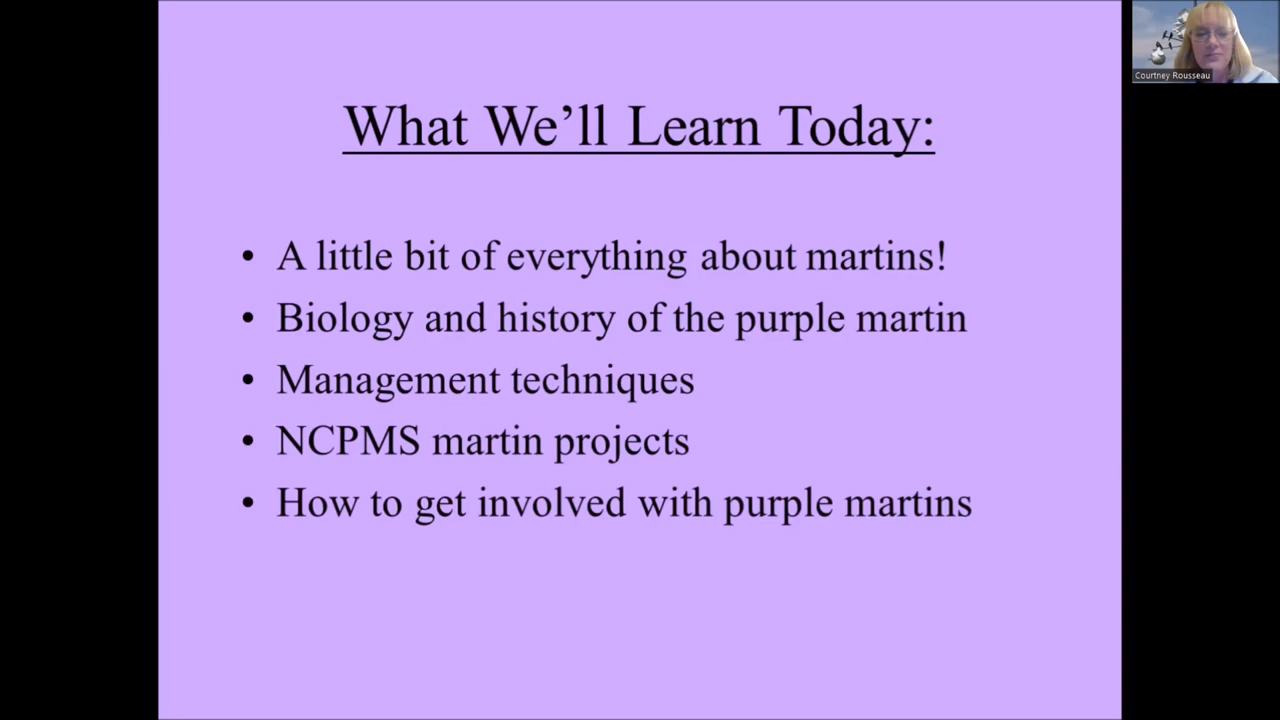 What We’ll Learn Today:
• A little bit of everything about martins!
• Biology and history of the purple martin
• Management techniques
• NCPMS martin projects
• How to get involved with purple martins
Courtney Rousseau